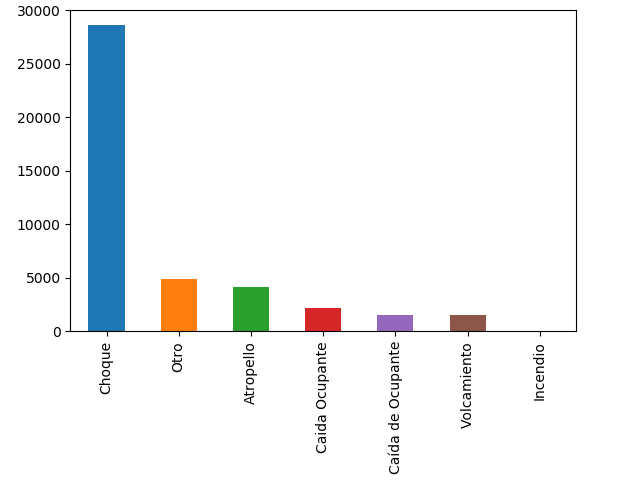 30000
25000
20000
15000
10000
5000
0
Choque
Otro
Atropello
Caida Ocupante
Caída de Ocupante
Volcamiento
Incendio